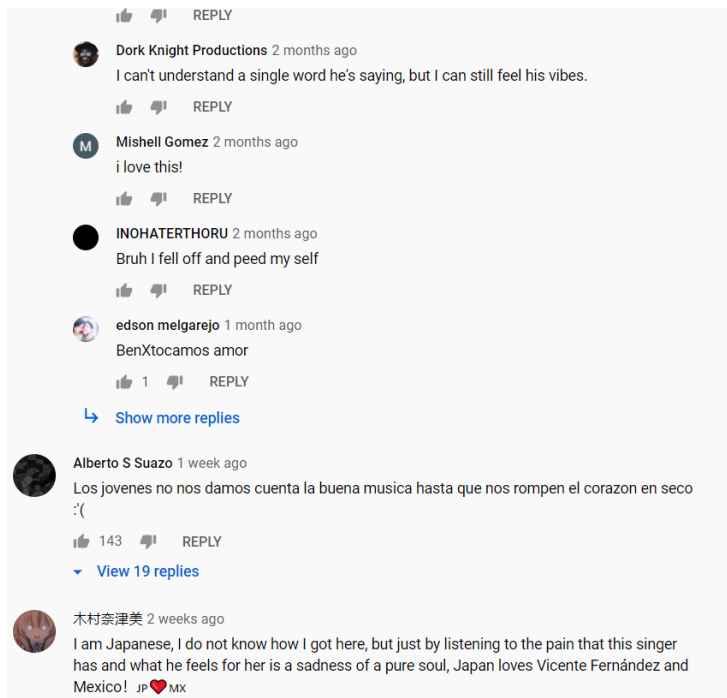 REPLY
Dork Knight Productions 2 months ago
I can't understand a single word he's saying, but I can still feel his vibes.
REPLY
M
Mishell Gomez 2 months ago
i love this!
REPLY
INOHATERTHORU 2 months ago
Bruh I fell off and peed my self
REPLY
edson melgarejo 1 month ago
BenXtocamos amor
1 REPLY
Show more replies
Alberto S Suazo 1 week ago
Los jovenes no nos damos cuenta la buena musica hasta que nos rompen el corazon en seco
:'(
143 REPLY
View 19 replies
木村奈津美 2 weeks ago
I am Japanese, I do not know how I got here, but just by listening to the pain that this singer
has and what he feels for her is a sadness of a pure soul, Japan loves Vicente Fernández and
Mexico! JP❤MX